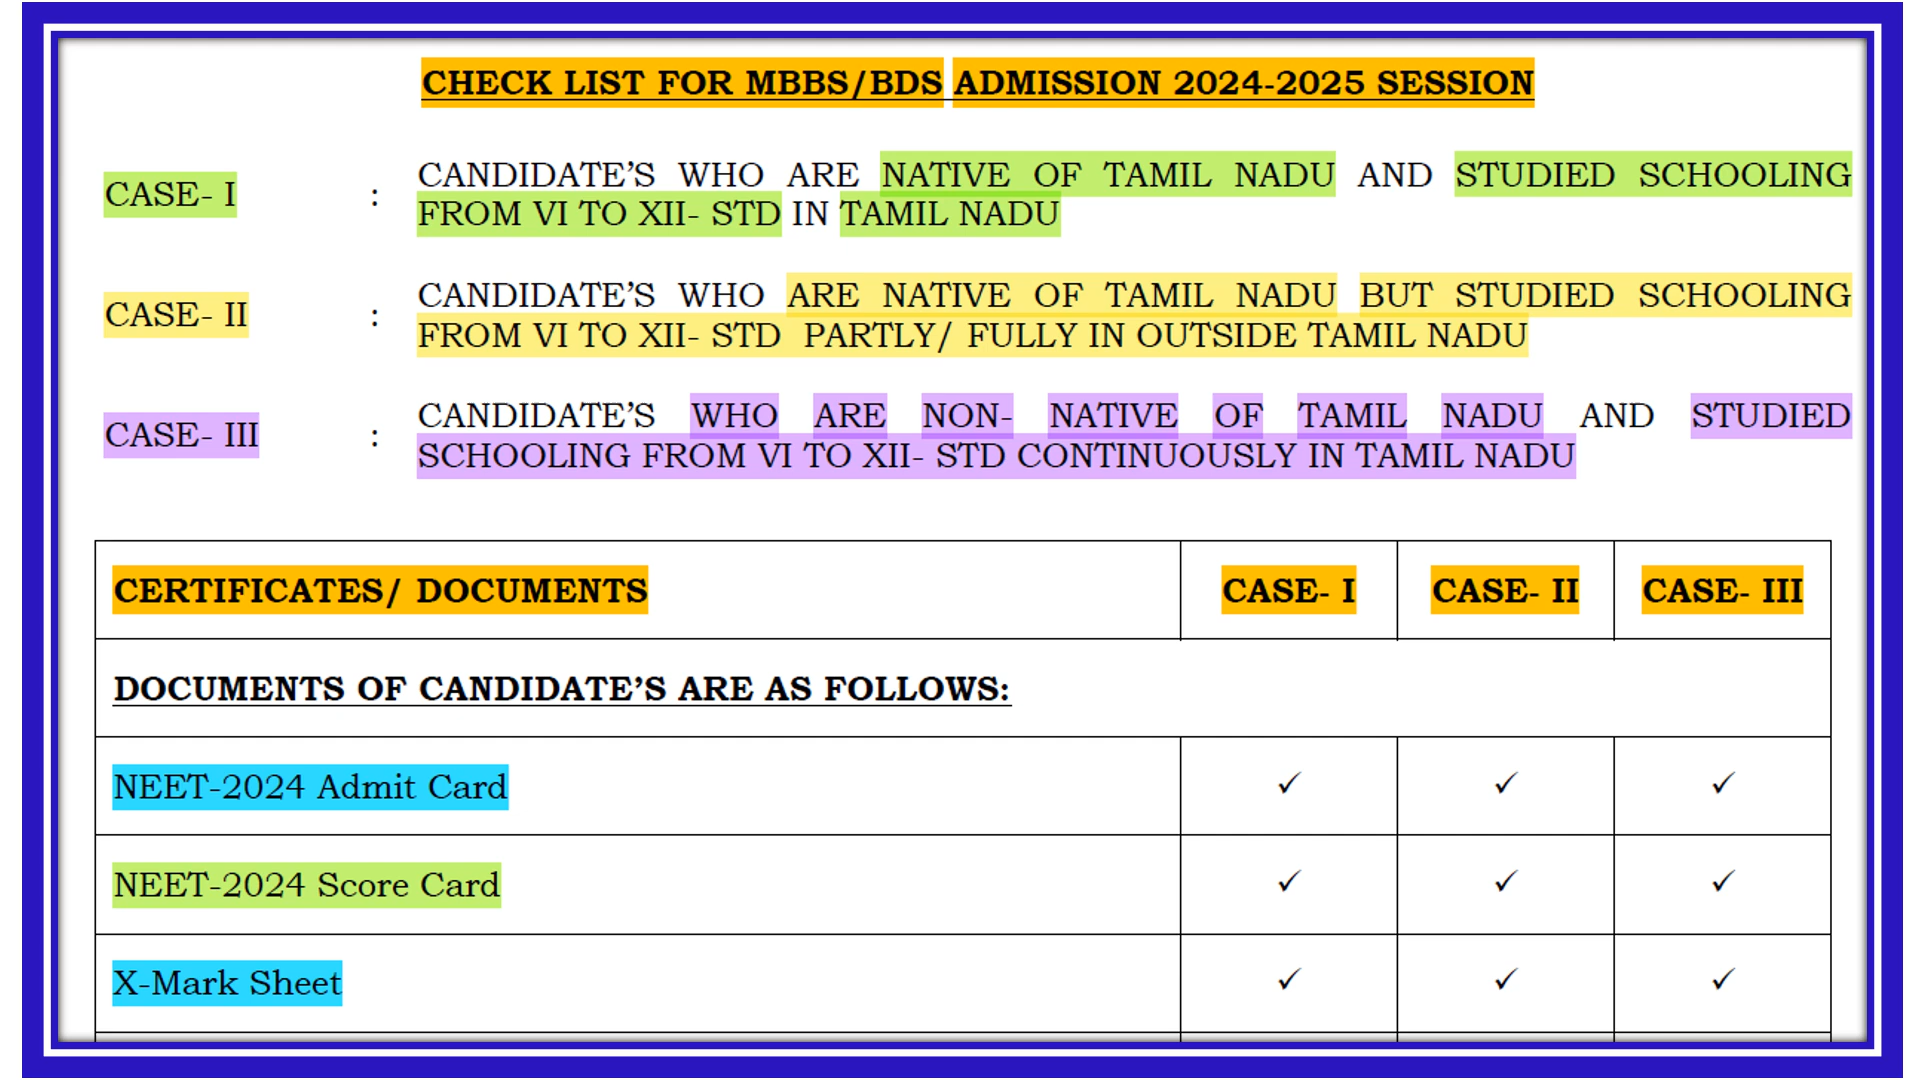 CHECK LIST FOR MBBS/BDS ADMISSION 2024-2025 SESSION
CASE- I : CANDIDATE’S WHO ARE NATIVE OF TAMIL NADU AND STUDIED SCHOOLING
FROM VI TO XII- STD IN TAMIL NADU
CASE- II : CANDIDATE’S WHO ARE NATIVE OF TAMIL NADU BUT STUDIED SCHOOLING
FROM VI TO XII- STD PARTLY/ FULLY IN OUTSIDE TAMIL NADU
CASE- III : CANDIDATE’S WHO ARE NON- NATIVE OF TAMIL NADU AND STUDIED
SCHOOLING FROM VI TO XII- STD CONTINUOUSLY IN TAMIL NADU
CERTIFICATES/ DOCUMENTS CASE- I CASE- II CASE- III
DOCUMENTS OF CANDIDATE’S ARE AS FOLLOWS:
NEET-2024 Admit Card ✓ ✓ ✓
NEET-2024 Score Card ✓ ✓ ✓
X-Mark Sheet ✓ ✓ ✓